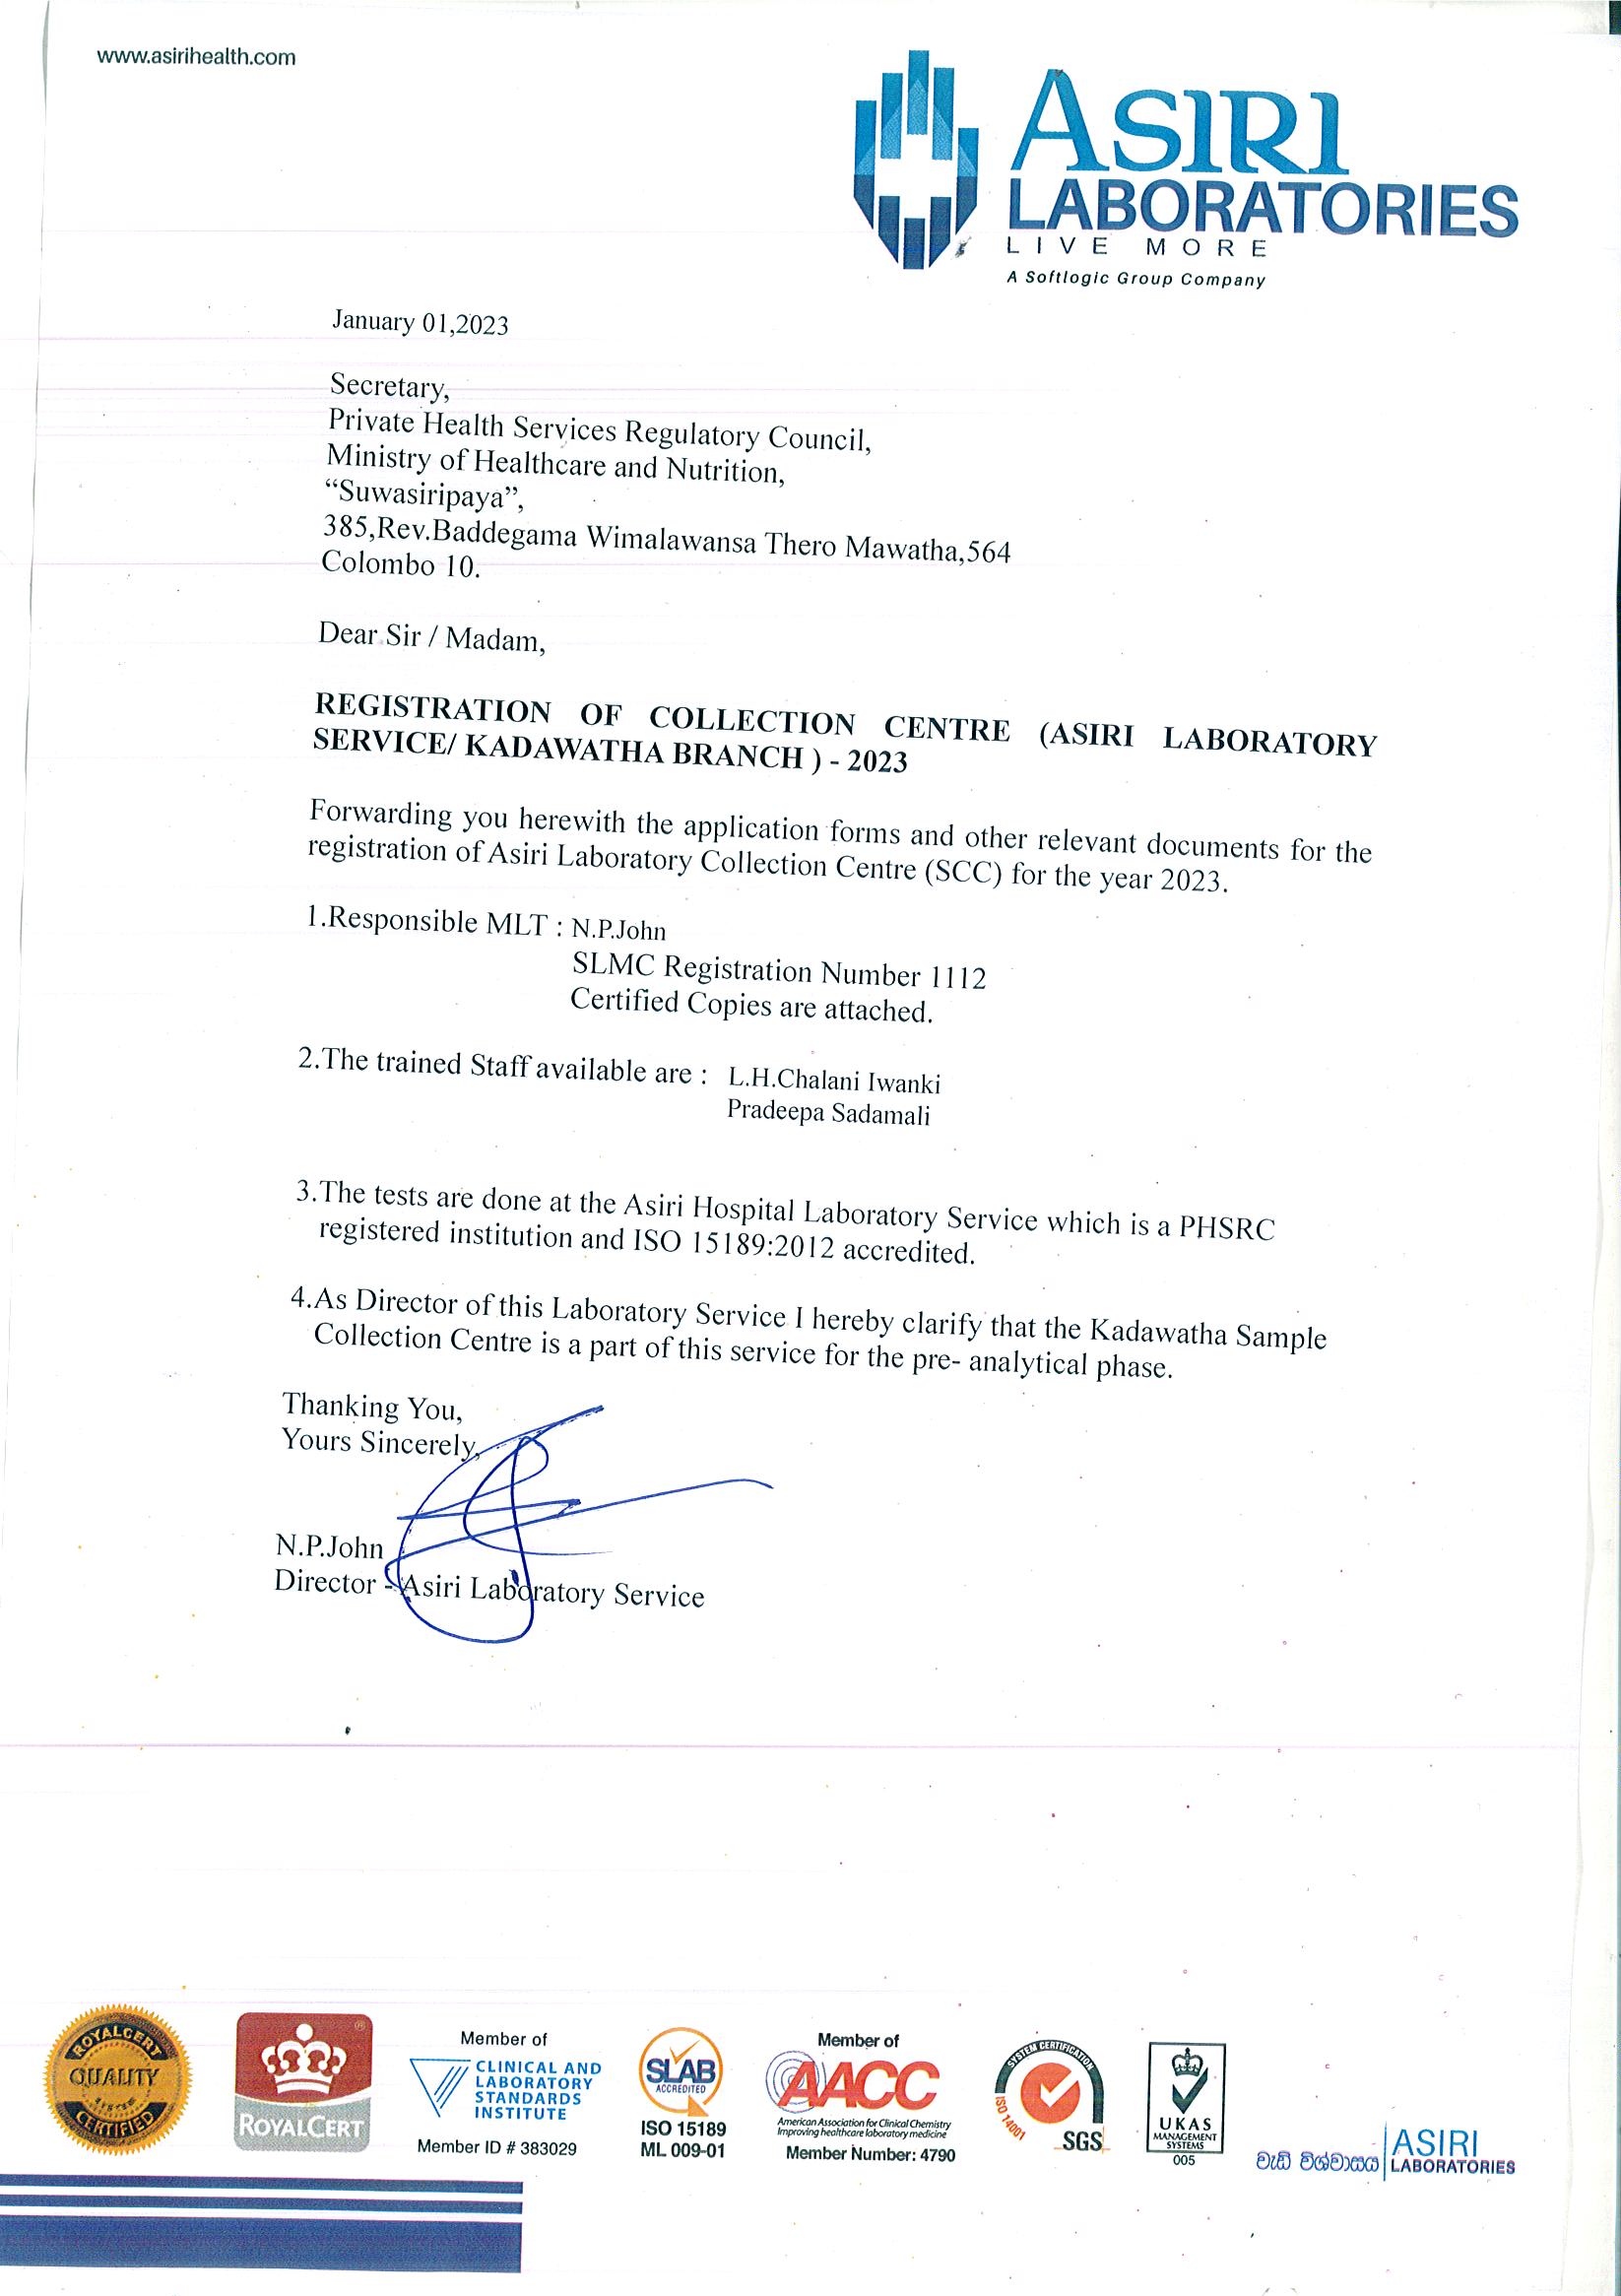 www.asirihealth.com
ASIRI
LABORATORIES
LIVE MORE
A Softlogic Group Company
January 01,2023
Secretary,
Private Health Services Regulatory Council,
Ministry of Healthcare and Nutrition,
“Suwasiripaya”,
385,Rev.Baddegama Wimalawansa Thero Mawatha,564
Colombo 10.
Dear Sir / Madam,
REGISTRATION OF COLLECTION CENTRE (ASIRI LABORATORY
SERVICE/ KADAWATHA BRANCH ) - 2023
Forwarding you herewith the application forms and other relevant documents for the
registration of Asiri Laboratory Collection Centre (SCC) for the year 2023.
1.Responsible MLT : N.P.John
SLMC Registration Number 1112
Certified Copies are attached.
2.The trained Staff available are : L.H.Chalani Iwanki
Pradeepa Sadamali
3.The tests are done at the Asiri Hospital Laboratory Service which is a PHSRC
registered institution and ISO 15189:2012 accredited.
4.As Director of this Laboratory Service I hereby clarify that the Kadawatha Sample
Collection Centre is a part of this service for the pre- analytical phase.
Thanking You,
Yours Sincerely,
N.P.John
Director - Asiri Laboratory Service
ROYALCERT
QUALITY
System
CERTIFIED
ROYALCERT
Member of
CLINICAL AND
LABORATORY
STANDARDS
INSTITUTE
Member ID # 383029
SLAB
ACCREDITED
ISO 15189
ML 009-01
Member of
AACC
American Association for Clinical Chemistry
Improving healthcare laboratory medicine
Member Number: 4790
SYSTEM CERTIFICATION
ISO 14001
SGS
UKAS
MANAGEMENT
SYSTEMS
005
වැඩි විශ්වාසය
ASIRI
LABORATORIES